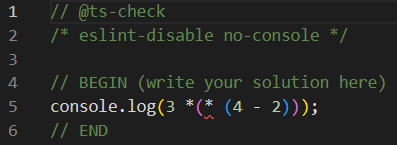 1 // @ts-check
2 /* eslint-disable no-console */
3
4 // BEGIN (write your solution here)
5 console.log(3 *(* (4 - 2)));
6 // END